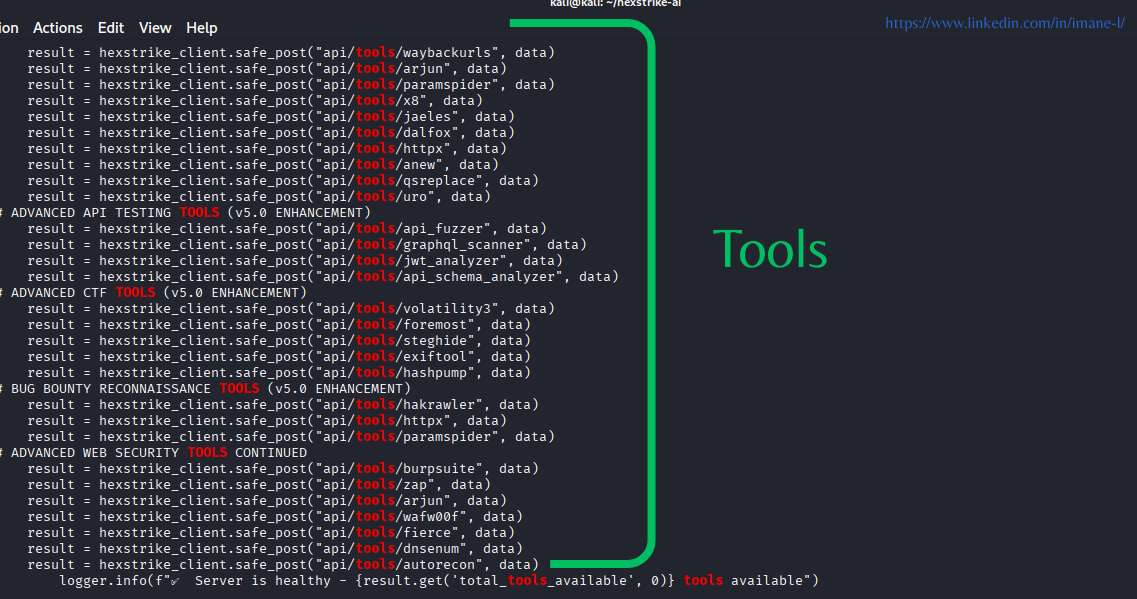 kali@kali: ~/hexstrike-ai
ion Actions Edit View Help
https://www.linkedin.com/in/imane-l/
result = hexstrike_client.safe_post("api/tools/waybackurls", data)
result = hexstrike_client.safe_post("api/tools/arjun", data)
result = hexstrike_client.safe_post("api/tools/paramspider", data)
result = hexstrike_client.safe_post("api/tools/x8", data)
result = hexstrike_client.safe_post("api/tools/jaeles", data)
result = hexstrike_client.safe_post("api/tools/dalfox", data)
result = hexstrike_client.safe_post("api/tools/httpx", data)
result = hexstrike_client.safe_post("api/tools/anew", data)
result = hexstrike_client.safe_post("api/tools/qsreplace", data)
result = hexstrike_client.safe_post("api/tools/uro", data)
# ADVANCED API TESTING TOOLS (v5.0 ENHANCEMENT)
result = hexstrike_client.safe_post("api/tools/api_fuzzer", data)
result = hexstrike_client.safe_post("api/tools/graphql_scanner", data)
result = hexstrike_client.safe_post("api/tools/jwt_analyzer", data)
result = hexstrike_client.safe_post("api/tools/api_schema_analyzer", data)
# ADVANCED CTF TOOLS (v5.0 ENHANCEMENT)
result = hexstrike_client.safe_post("api/tools/volatility3", data)
result = hexstrike_client.safe_post("api/tools/foremost", data)
result = hexstrike_client.safe_post("api/tools/steghide", data)
result = hexstrike_client.safe_post("api/tools/exiftool", data)
result = hexstrike_client.safe_post("api/tools/hashpump", data)
# BUG BOUNTY RECONNAISSANCE TOOLS (v5.0 ENHANCEMENT)
result = hexstrike_client.safe_post("api/tools/hakrawler", data)
result = hexstrike_client.safe_post("api/tools/httpx", data)
result = hexstrike_client.safe_post("api/tools/paramspider", data)
# ADVANCED WEB SECURITY TOOLS CONTINUED
result = hexstrike_client.safe_post("api/tools/burpsuite", data)
result = hexstrike_client.safe_post("api/tools/zap", data)
result = hexstrike_client.safe_post("api/tools/arjun", data)
result = hexstrike_client.safe_post("api/tools/wafw00f", data)
result = hexstrike_client.safe_post("api/tools/fierce", data)
result = hexstrike_client.safe_post("api/tools/dnsenum", data)
result = hexstrike_client.safe_post("api/tools/autorecon", data)
logger.info(f"✅ Server is healthy - {result.get('total_tools_available', 0)} tools available")
Tools